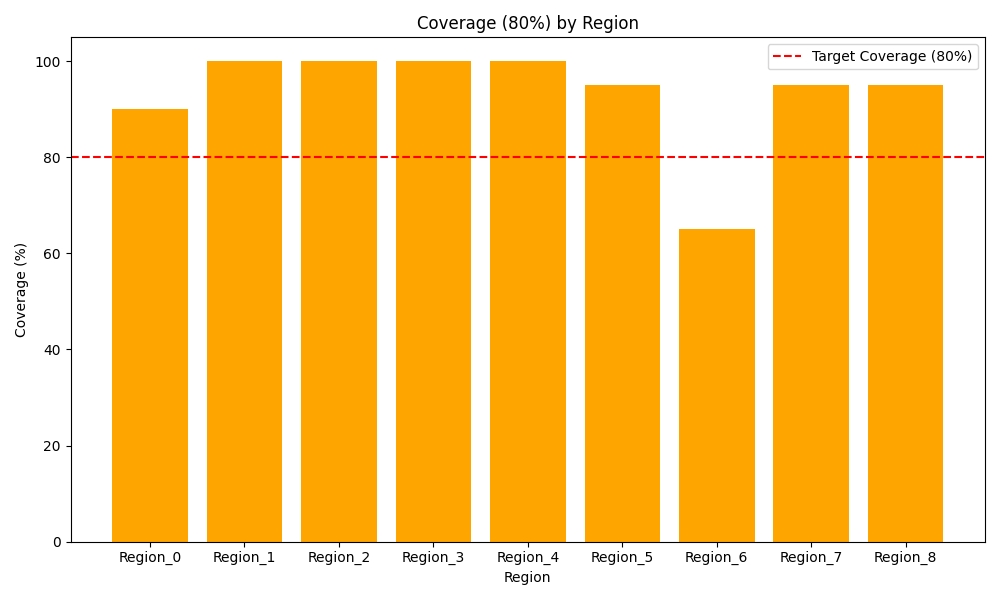 Coverage (80%) by Region
Target Coverage (80%)
Coverage (%)
100
80
60
40
20
0
Region_0 Region_1 Region_2 Region_3 Region_4 Region_5 Region_6 Region_7 Region_8
Region